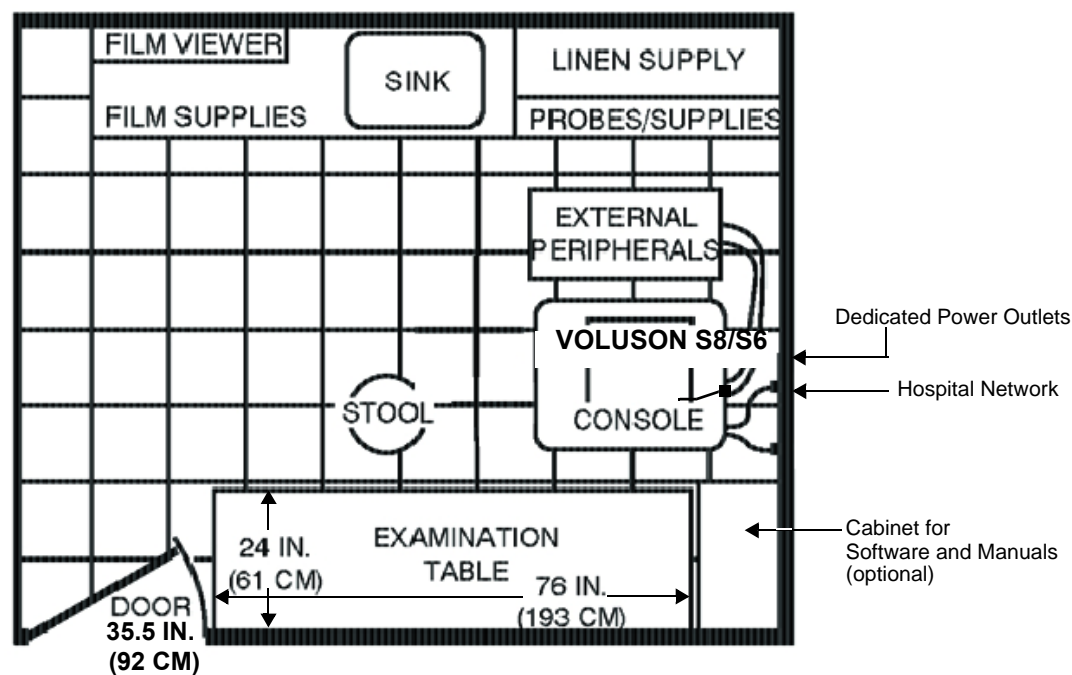 FILM VIEWER
SINK
LINEN SUPPLY
FILM SUPPLIES
PROBES/SUPPLIES
EXTERNAL
PERIPHERALS
VOLUSON S8/S6
CONSOLE
STOOL
Dedicated Power Outlets
Hospital Network
Cabinet for
Software and Manuals
(optional)
EXAMINATION
TABLE
24 IN.
(61 CM)
76 IN.
(193 CM)
DOOR
35.5 IN.
(92 CM)